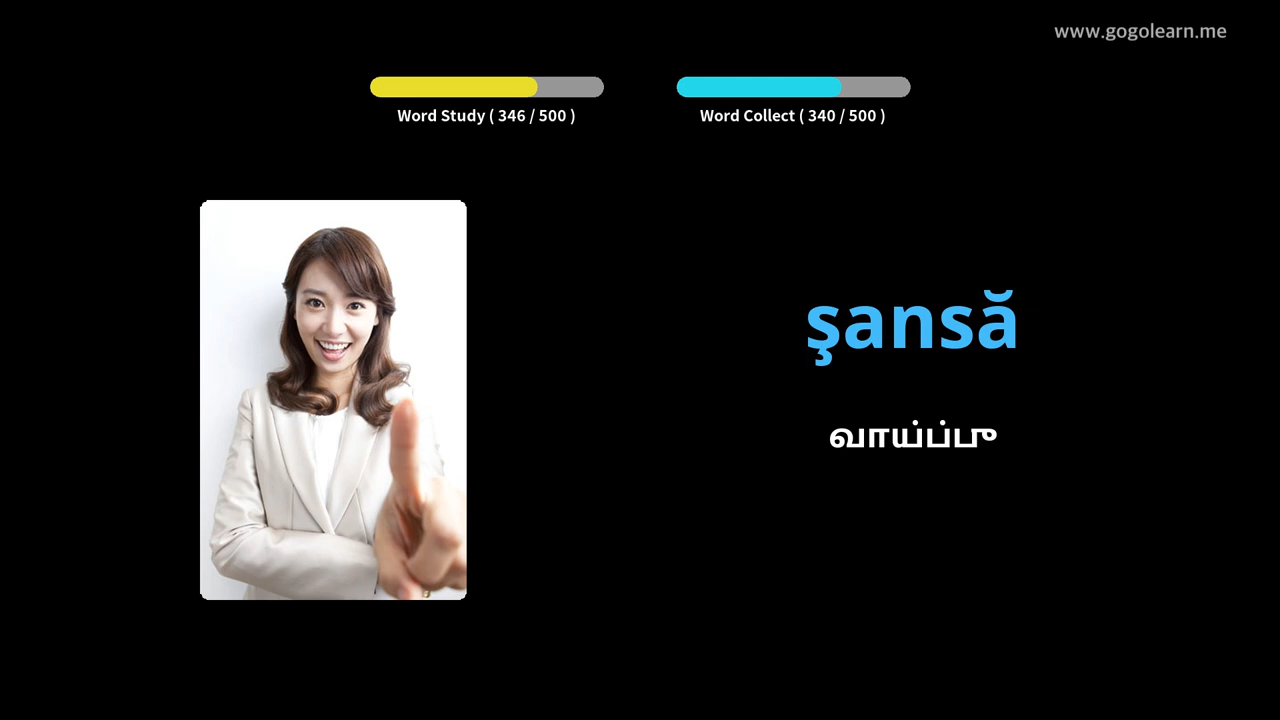 www.gogolearn.me
Word Study ( 346 / 500 )
Word Collect ( 340 / 500 )
şansă
வாய்ப்பு